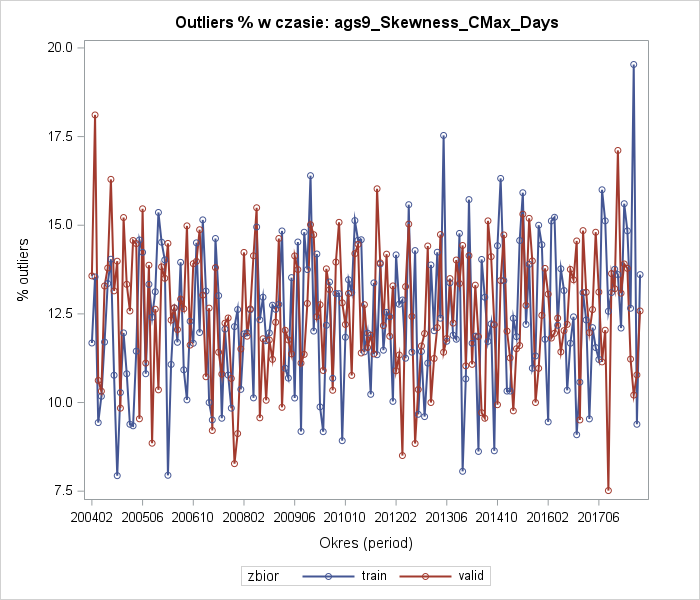 Outliers % w czasie: ags9_Skewness_CMax_Days
20.0
17.5
15.0
12.5
10.0
7.5
% outliers
200402 200506 200610 200802 200906 201010 201202 201306 201410 201602 201706
Okres (period)
zbior train valid